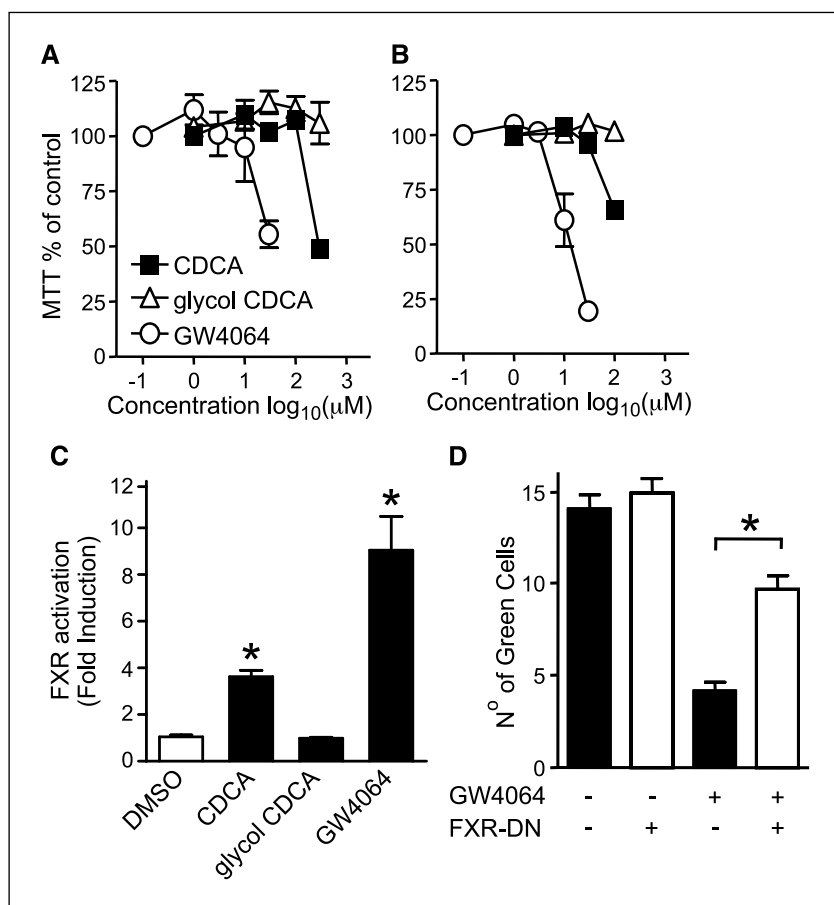 A
B
125
100
75
50
25
0
MTT % of control
CDCA
glycol CDCA
GW4064
-1 0 1 2 3
Concentration log10(μM)
125
100
75
50
25
0
-1 0 1 2 3
Concentration log10(μM)
C
D
12
10
8
6
4
2
0
FXR activation
(Fold Induction)
*
*
DMSO
CDCA
glycol CDCA
GW4064
15
10
5
0
Nº of Green Cells
*
GW4064 - - + +
FXR-DN - + - +